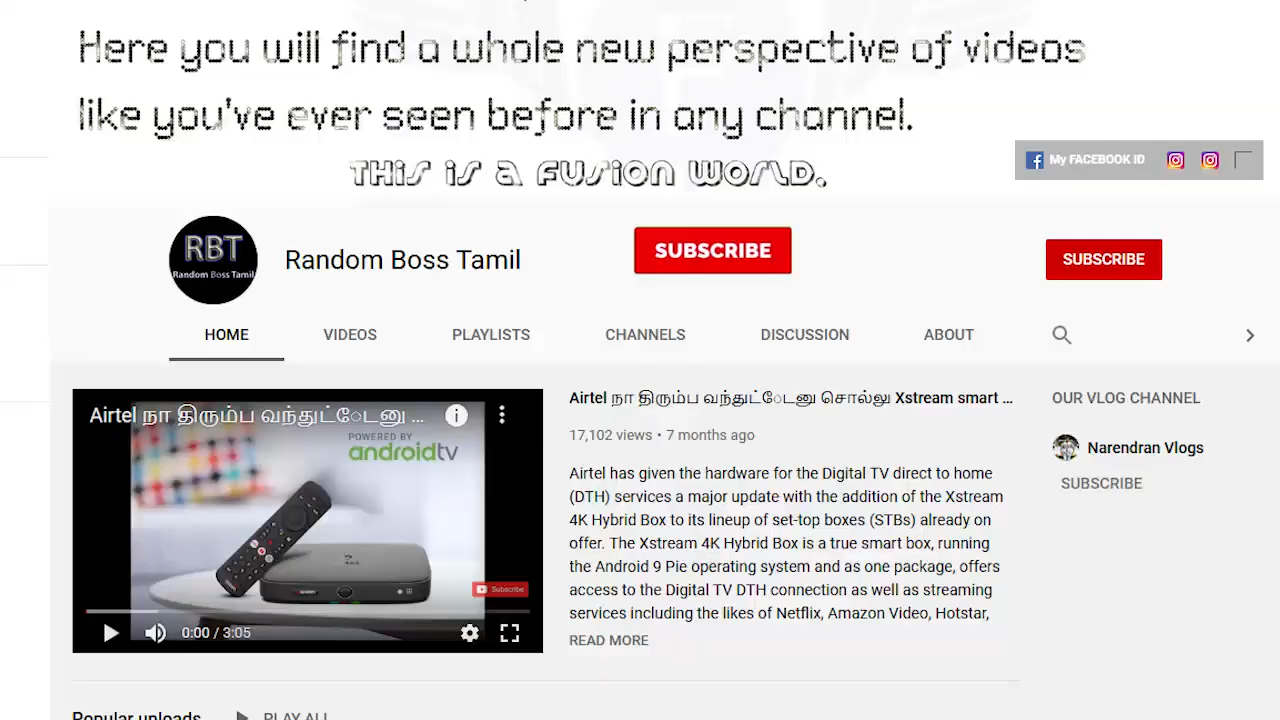 Here you will find a whole new perspective of videos
like you've ever seen before in any channel.
THis is a FUSiON WORLD.
My FACEBOOK ID
RBT
Random Boss Tamil
Random Boss Tamil
SUBSCRIBE
SUBSCRIBE
HOME VIDEOS PLAYLISTS CHANNELS DISCUSSION ABOUT
Airtel நா திரும்ப வந்துட்டேடனு ...
POWERED BY
androidtv
Subscribe
0:00 / 3:05
Airtel நா திரும்ப வந்துட்டேடனு சொல்லு Xstream smart ...
17,102 views • 7 months ago
Airtel has given the hardware for the Digital TV direct to home
(DTH) services a major update with the addition of the Xstream
4K Hybrid Box to its lineup of set-top boxes (STBs) already on
offer. The Xstream 4K Hybrid Box is a true smart box, running
the Android 9 Pie operating system and as one package, offers
access to the Digital TV DTH connection as well as streaming
services including the likes of Netflix, Amazon Video, Hotstar,
READ MORE
OUR VLOG CHANNEL
Narendran Vlogs
SUBSCRIBE
Popular uploads PLAY ALL